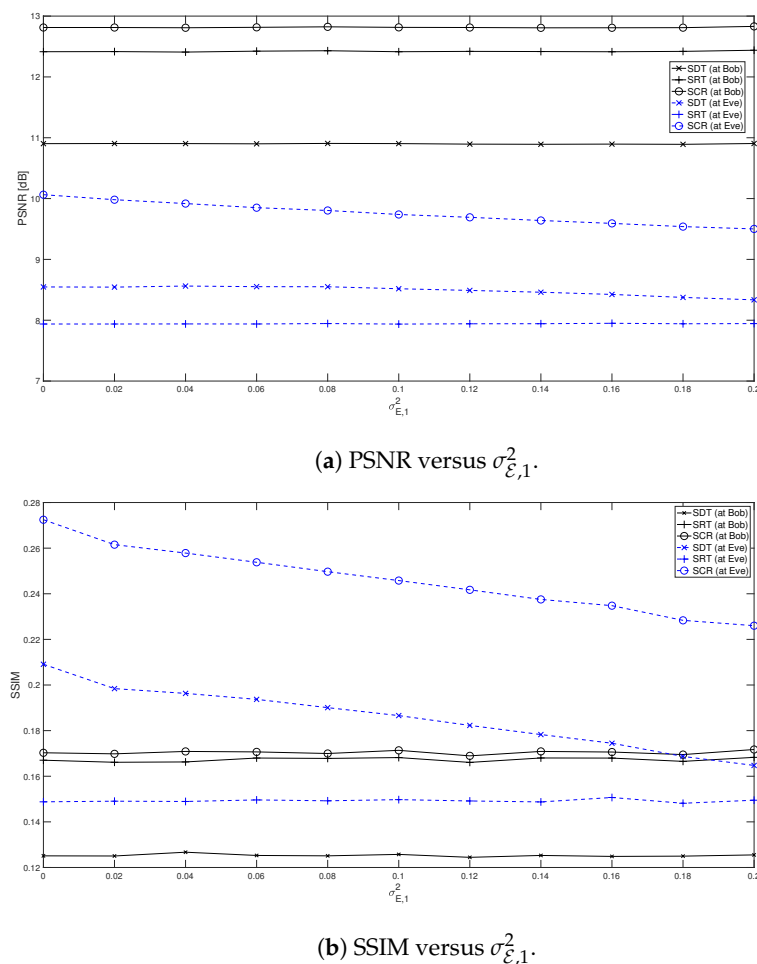 13
12
11
10
9
8
7
PSNR [dB]
SDT (at Bob)
SRT (at Bob)
SCR (at Bob)
SDT (at Eve)
SRT (at Eve)
SCR (at Eve)
0 0.02 0.04 0.06 0.08 0.1 0.12 0.14 0.16 0.18 0.2
σ²E,1
(a) PSNR versus σ²ℰ,1.
0.28
0.26
0.24
0.22
0.2
0.18
0.16
0.14
0.12
SSIM
SDT (at Bob)
SRT (at Bob)
SCR (at Bob)
SDT (at Eve)
SRT (at Eve)
SCR (at Eve)
0 0.02 0.04 0.06 0.08 0.1 0.12 0.14 0.16 0.18 0.2
σ²E,1
(b) SSIM versus σ²ℰ,1.